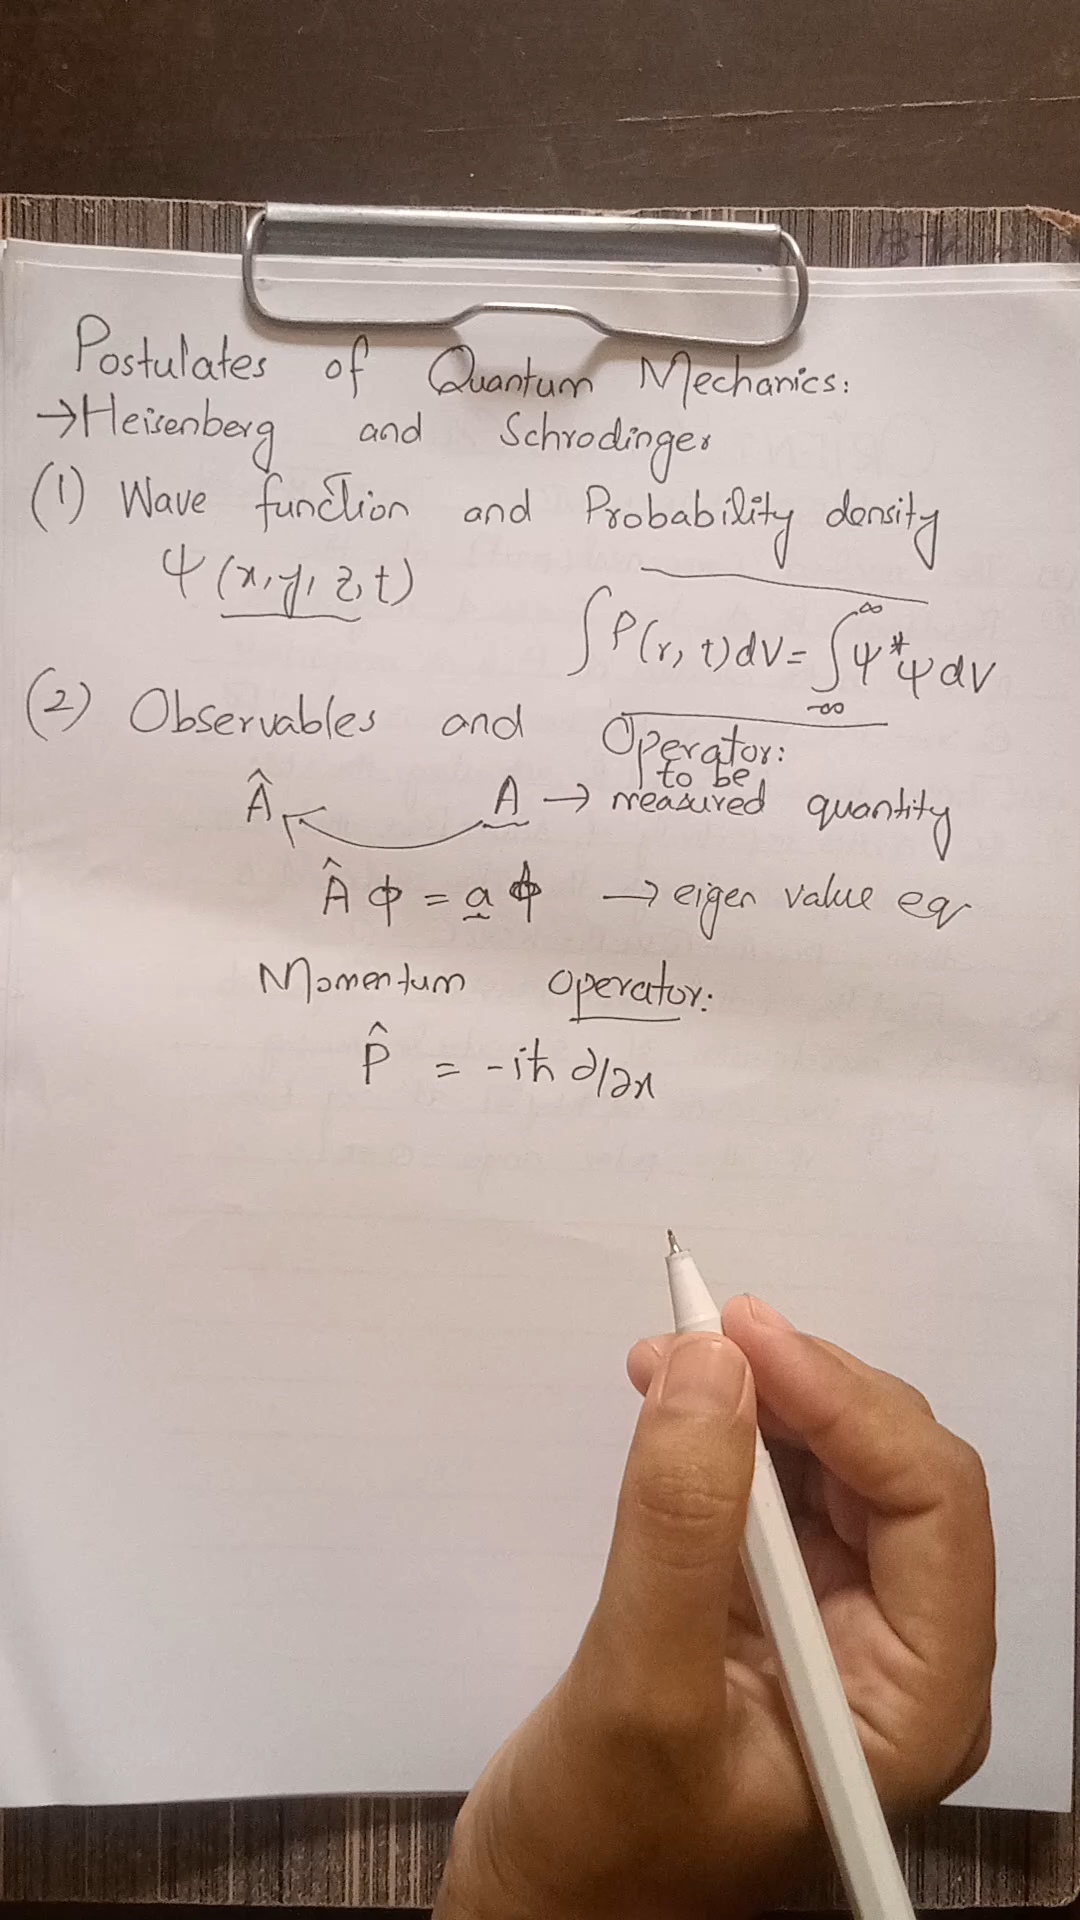 Postulates of Quantum Mechanics:
→Heisenberg and Schrodinger
(1) Wave function and Probability density
Ψ(x,y,z,t)
∫P(r,t)dV=∫Ψ*ΨdV
∞
-∞
(2) Observables and Operator:
Â A → to be measured quantity
Âϕ = aϕ → eigen value eq
Momentum operator:
P̂ = -iħ ∂/∂x